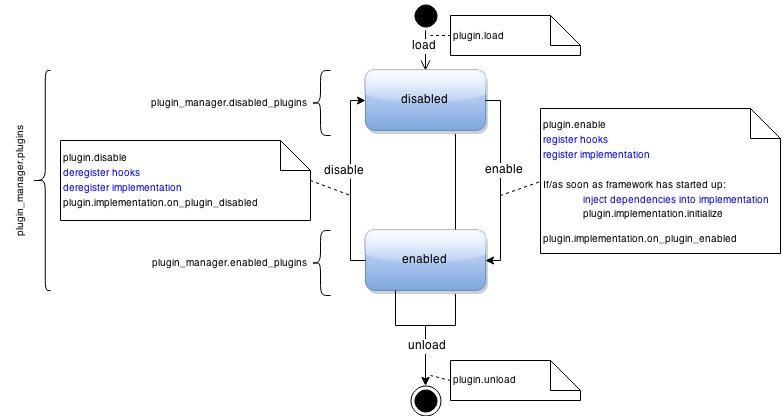 plugin.load
load
plugin_manager.disabled_plugins
disabled
plugin_manager.plugins
plugin.disable
deregister hooks
deregister implementation
plugin.implementation.on_plugin_disabled
disable
enable
plugin.enable
register hooks
register implementation
If/as soon as framework has started up:
inject dependencies into implementation
plugin.implementation.initialize
plugin.implementation.on_plugin_enabled
plugin_manager.enabled_plugins
enabled
unload
plugin.unload